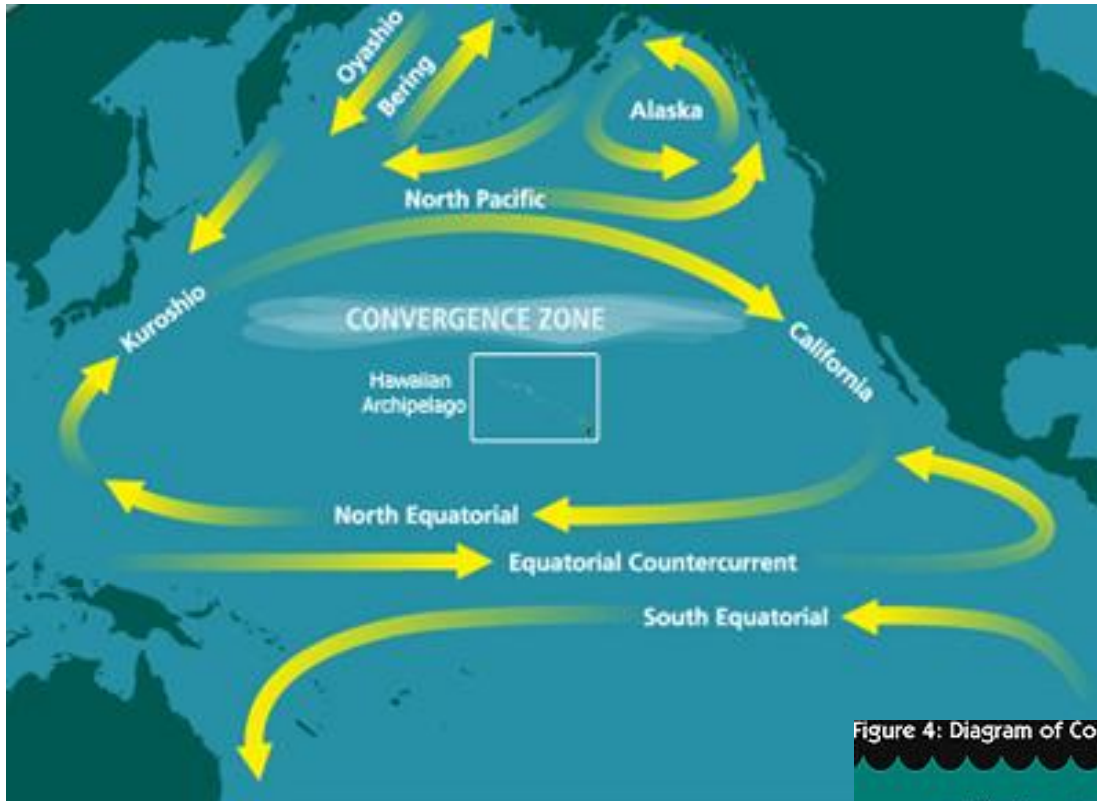 Oyashio
Bering
Alaska
North Pacific
Kuroshio
CONVERGENCE ZONE
California
Hawaiian
Archipelago
North Equatorial
Equatorial Countercurrent
South Equatorial
Figure 4: Diagram of Co